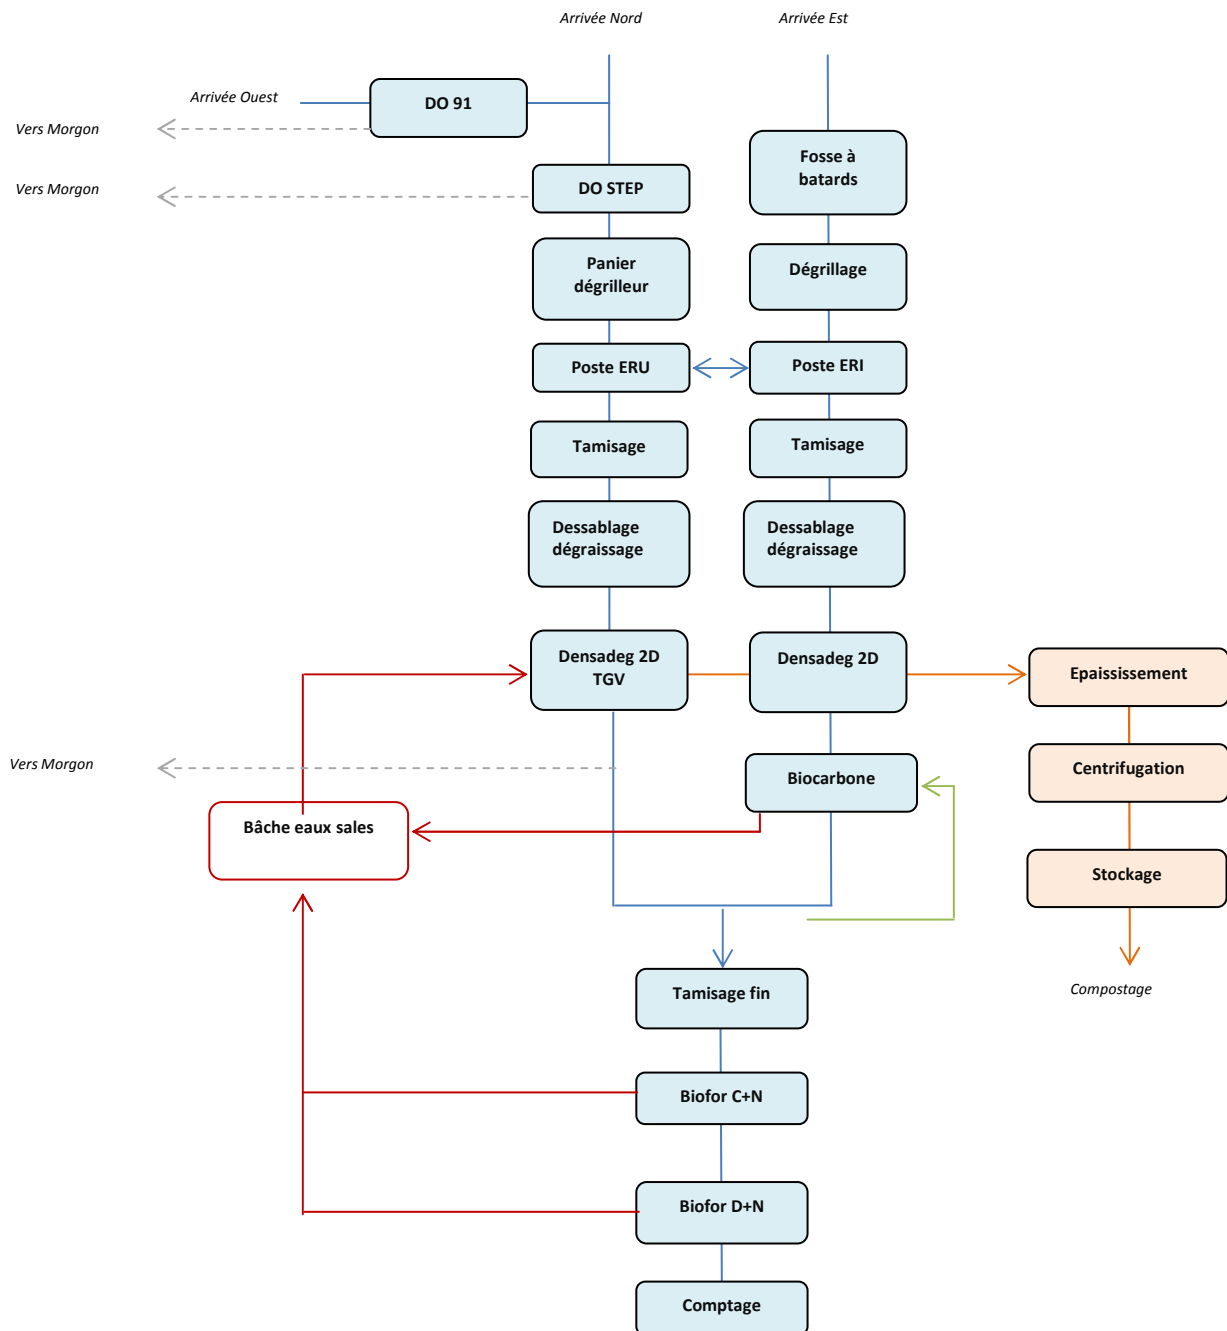 Arrivée Nord
Arrivée Est
Arrivée Ouest
DO 91
Vers Morgon
Fosse à
batards
Vers Morgon
DO STEP
Panier
dégrilleur
Dégrillage
Poste ERU
Poste ERI
Tamisage
Tamisage
Dessablage
dégraissage
Dessablage
dégraissage
Densadeg 2D
TGV
Densadeg 2D
Epaississement
Vers Morgon
Biocarbone
Centrifugation
Bâche eaux sales
Stockage
Tamisage fin
Compostage
Biofor C+N
Biofor D+N
Comptage